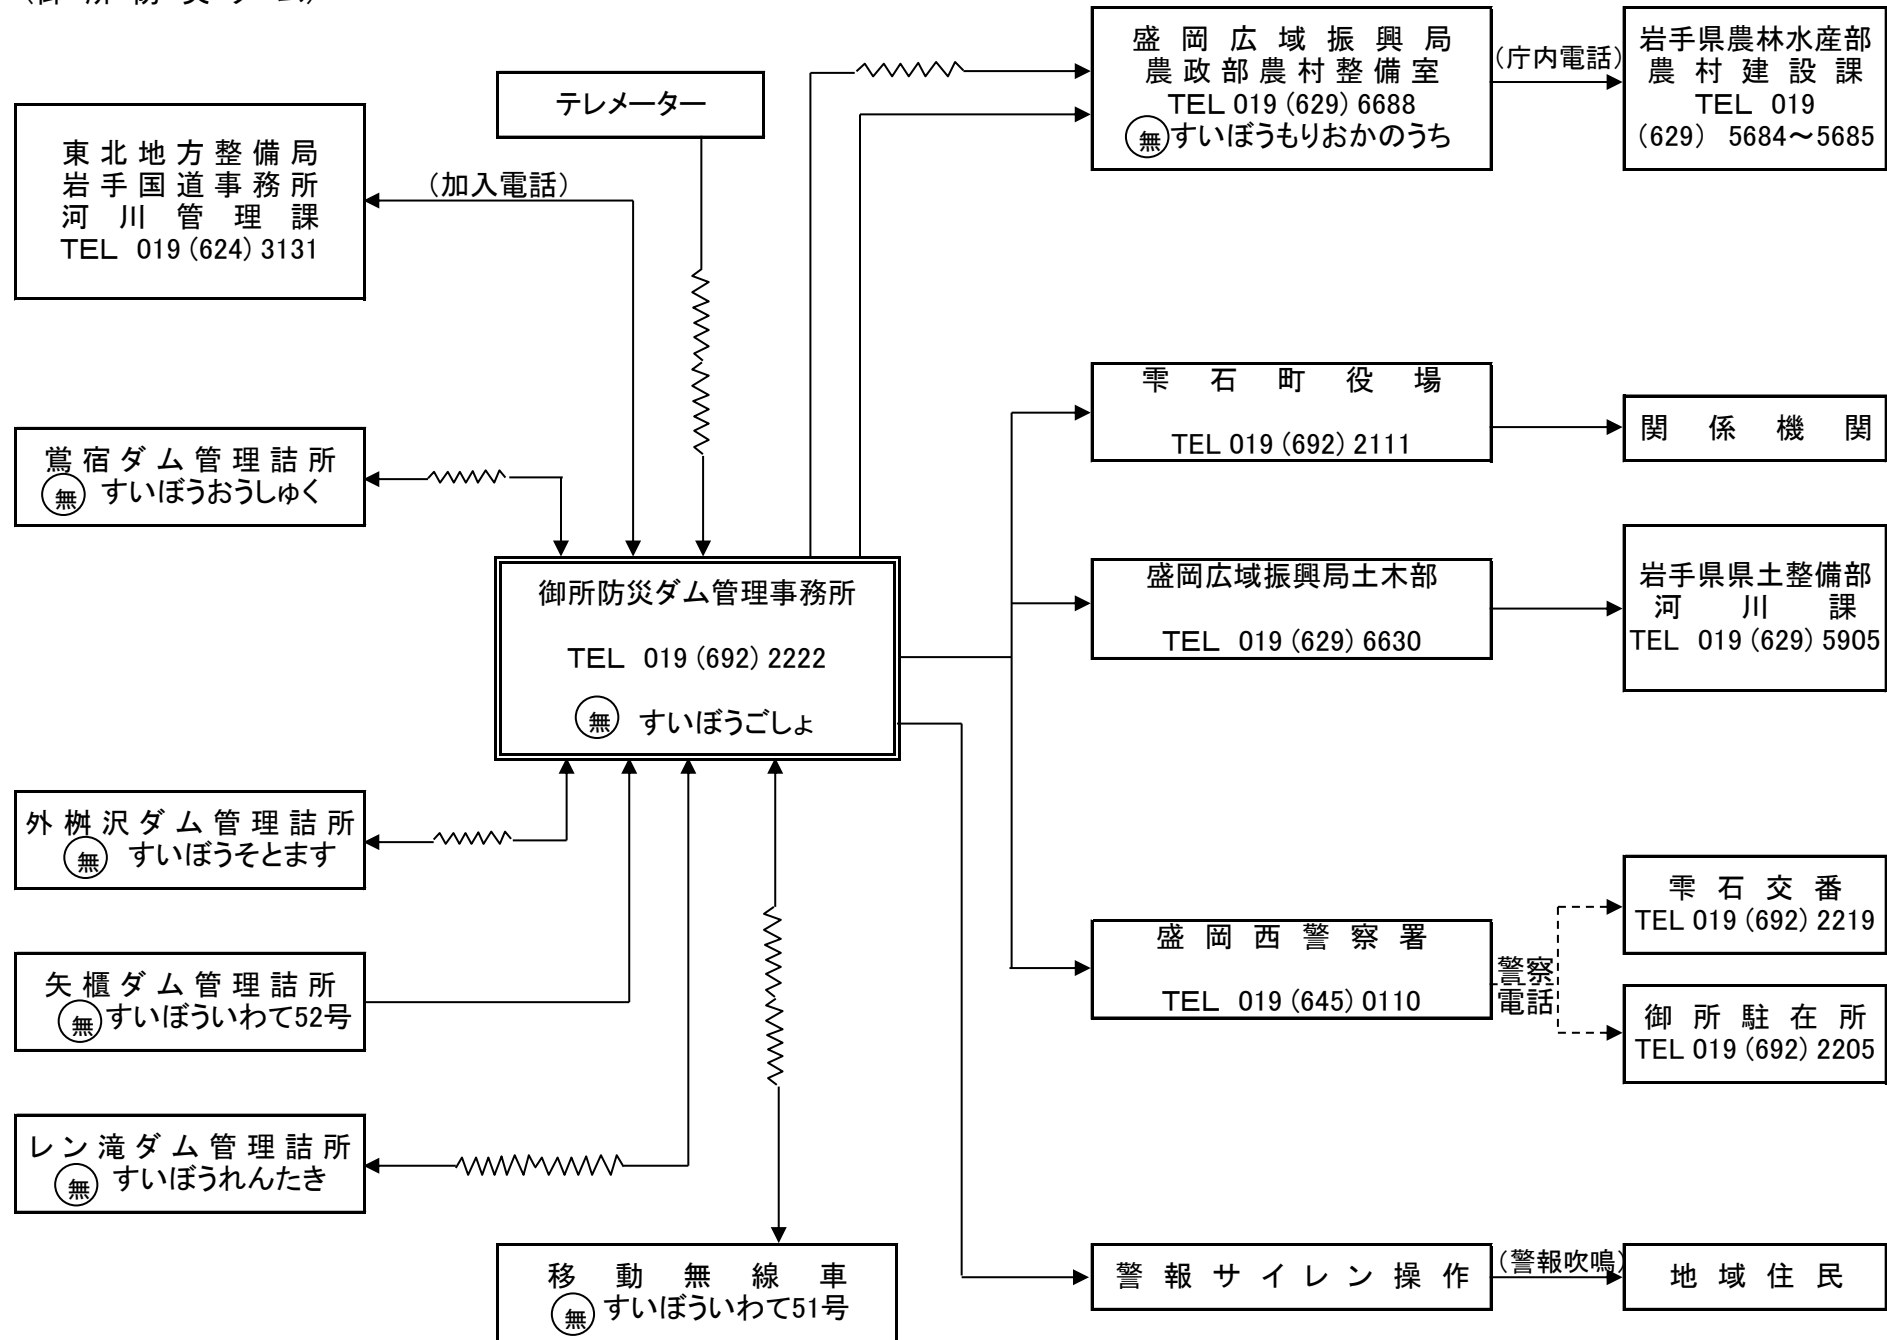 (御所防災ダム)
盛岡広域振興局
農政部農村整備室
TEL 019 (629) 6688
無 すいぼうもりおかのうち
(庁内電話)
岩手県農林水産部
農村建設課
TEL 019
(629) 5684～5685
テレメーター
東北地方整備局
岩手国道事務所
河川管理課
TEL 019 (624) 3131
(加入電話)
雫石町役場
TEL 019 (692) 2111
関係機関
鶯宿ダム管理詰所
無 すいぼうおうしゅく
御所防災ダム管理事務所
TEL 019 (692) 2222
無 すいぼうごしょ
盛岡広域振興局土木部
TEL 019 (629) 6630
岩手県県土整備部
河川課
TEL 019 (629) 5905
外桝沢ダム管理詰所
無 すいぼうそとます
矢櫃ダム管理詰所
無 すいぼういわて52号
レン滝ダム管理詰所
無 すいぼうれんたき
移動無線車
無 すいぼういわて51号
盛岡西警察署
TEL 019 (645) 0110
警察
電話
雫石交番
TEL 019 (692) 2219
御所駐在所
TEL 019 (692) 2205
警報サイレン操作
(警報吹鳴)
地域住民